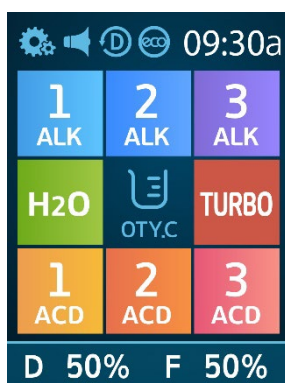 D eco 09:30a
1 2 3
ALK ALK ALK
H2O TURBO
OTY.C
1 2 3
ACD ACD ACD
D 50% F 50%